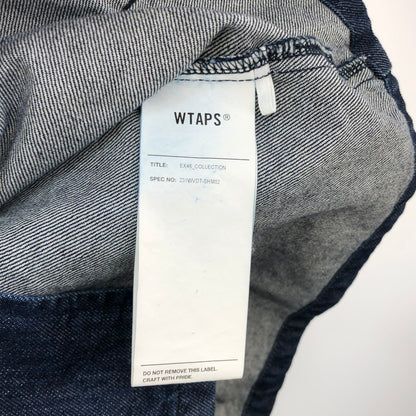 WTAPS®
TITLE: EX46_COLLECTION
SPEC NO.: 231WVDT-SHM02
DO NOT REMOVE THIS LABEL.
CRAFT WITH PRIDE.